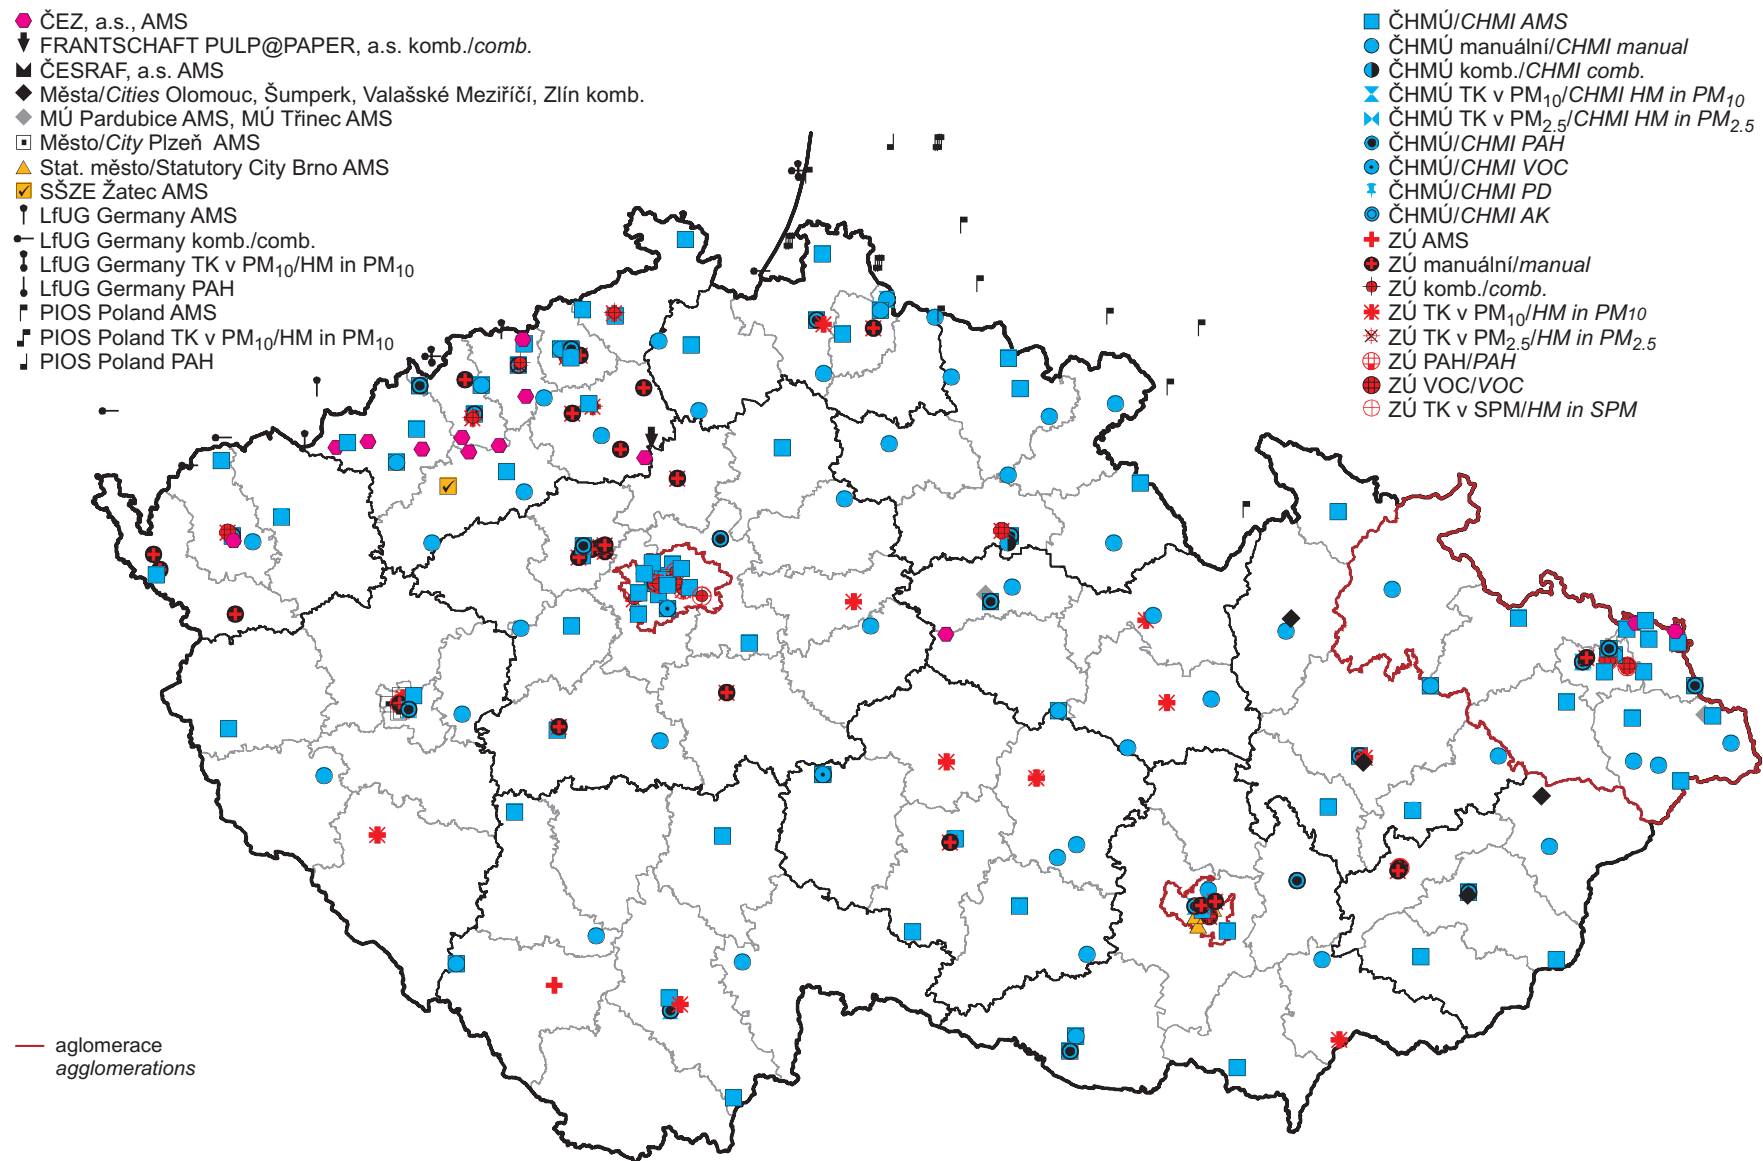 ČEZ, a.s., AMS
FRANTSCHAFT PULP@PAPER, a.s. komb./comb.
ČESRAF, a.s. AMS
Města/Cities Olomouc, Šumperk, Valašské Meziříčí, Zlín komb.
MÚ Pardubice AMS, MÚ Třinec AMS
Město/City Plzeň AMS
Stat. město/Statutory City Brno AMS
SŠZE Žatec AMS
LfUG Germany AMS
LfUG Germany komb./comb.
LfUG Germany TK v PM10/HM in PM10
LfUG Germany PAH
PIOS Poland AMS
PIOS Poland TK v PM10/HM in PM10
PIOS Poland PAH
ČHMÚ/CHMI AMS
ČHMÚ manuální/CHMI manual
ČHMÚ komb./CHMI comb.
ČHMÚ TK v PM10/CHMI HM in PM10
ČHMÚ TK v PM2.5/CHMI HM in PM2.5
ČHMÚ/CHMI PAH
ČHMÚ/CHMI VOC
ČHMÚ/CHMI PD
ČHMÚ/CHMI AK
ZÚ AMS
ZÚ manuální/manual
ZÚ komb./comb.
ZÚ TK v PM10/HM in PM10
ZÚ TK v PM2.5/HM in PM2.5
ZÚ PAH/PAH
ZÚ VOC/VOC
ZÚ TK v SPM/HM in SPM
aglomerace
agglomerations